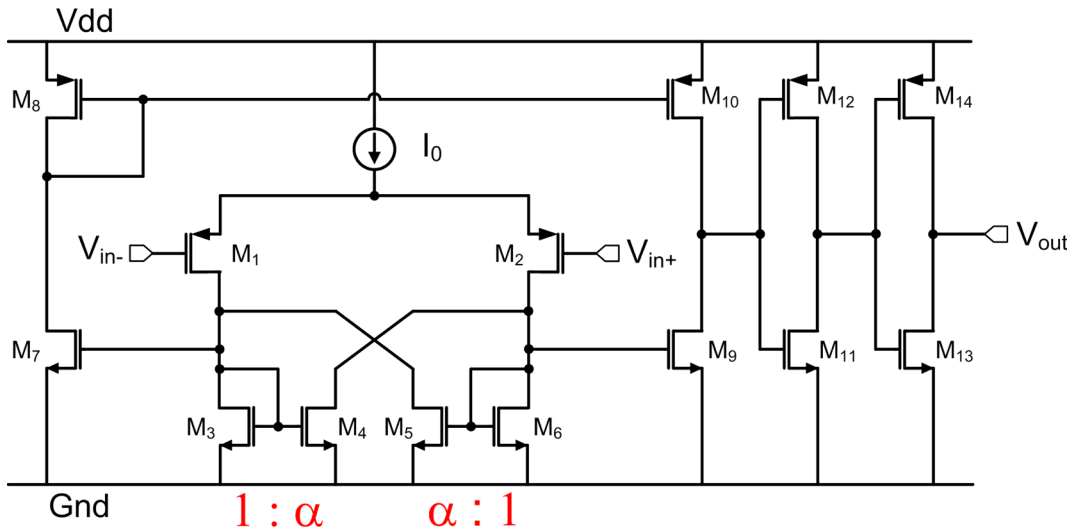 Vdd
M8
M10
M12
M14
I0
Vin-
M1
M2
Vin+
Vout
M7
M9
M11
M13
M3
M4
M5
M6
Gnd
1 : α
α : 1